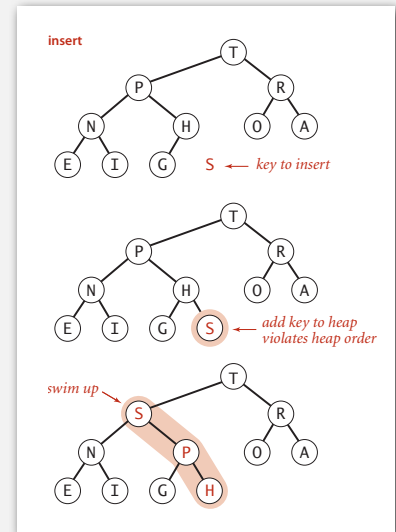 insert
T
P R
N H O A
E I G S key to insert
T
P R
N H O A
E I G S add key to heap
violates heap order
swim up T
S R
N P O A
E I G H